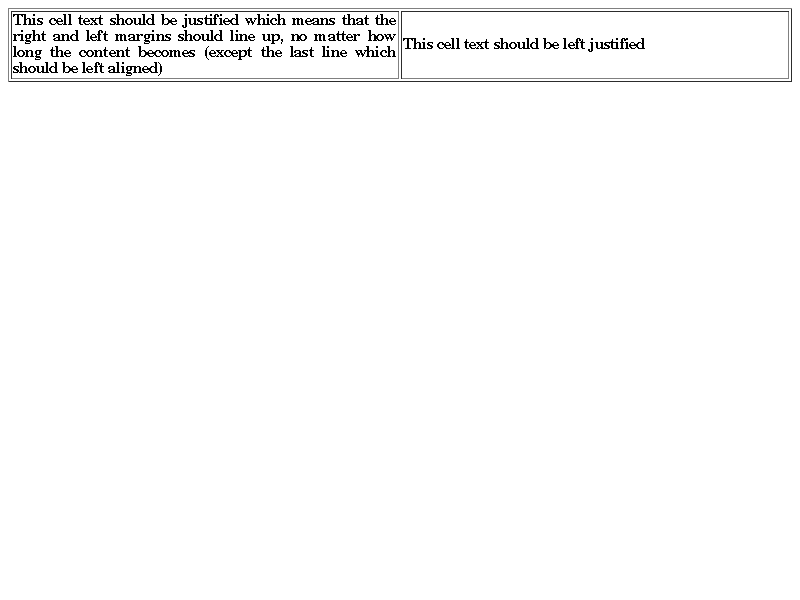 This cell text should be justified which means that the
right and left margins should line up, no matter how
long the content becomes (except the last line which
should be left aligned)
This cell text should be left justified